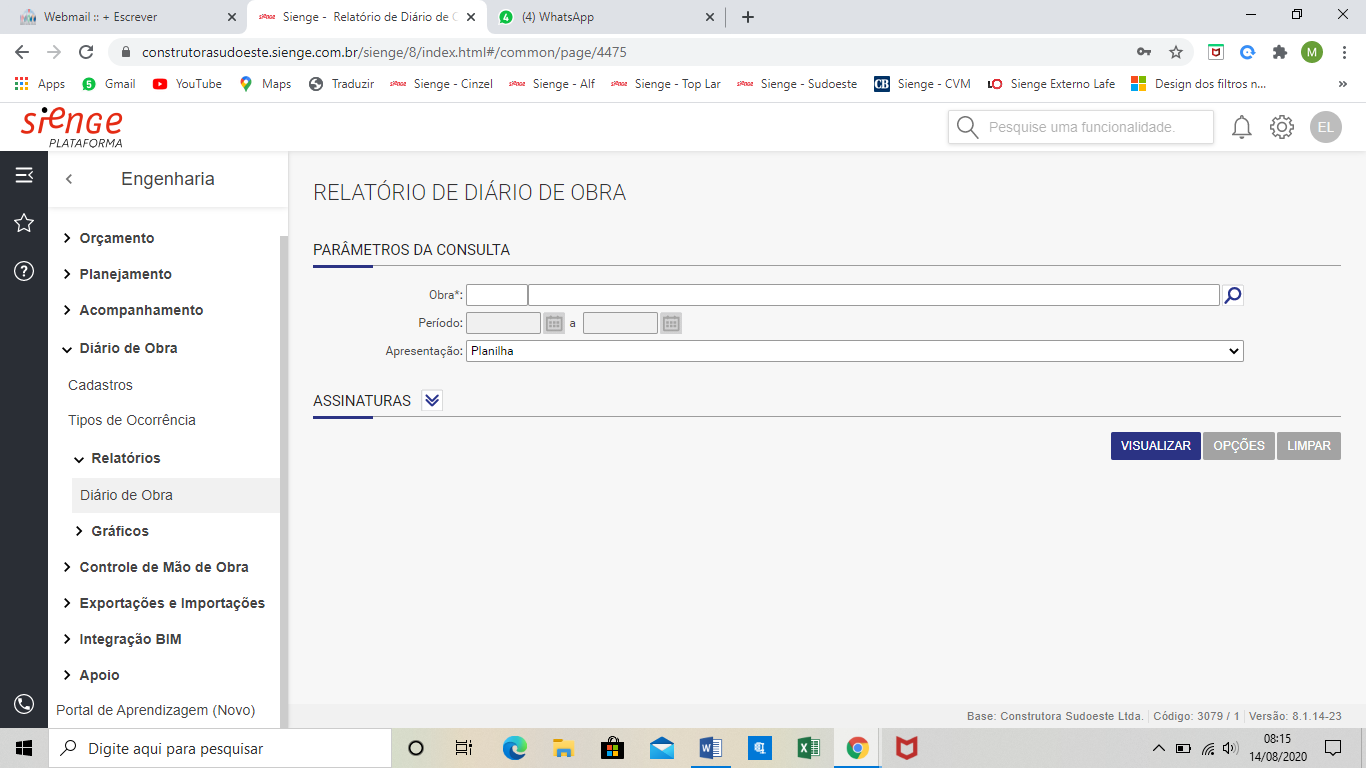 Webmail :: + Escrever
Sienge - Relatório de Diário de
(4) WhatsApp
construtorasudoeste.sienge.com.br/sienge/8/index.html#/common/page/4475
M
Apps
Gmail
YouTube
Maps
Traduzir
Sienge - Cinzel
Sienge - Alf
Sienge - Top Lar
Sienge - Sudoeste
Sienge - CVM
Sienge Externo Lafe
Design dos filtros n...
sienge
PLATAFORMA
Pesquise uma funcionalidade.
EL
Engenharia
Orçamento
Planejamento
Acompanhamento
Diário de Obra
Cadastros
Tipos de Ocorrência
Relatórios
Diário de Obra
Gráficos
Controle de Mão de Obra
Exportações e Importações
Integração BIM
Apoio
Portal de Aprendizagem (Novo)
RELATÓRIO DE DIÁRIO DE OBRA
PARÂMETROS DA CONSULTA
Obra*:
Período: a
Apresentação: Planilha
ASSINATURAS
VISUALIZAR OPÇÕES LIMPAR
Base: Construtora Sudoeste Ltda. | Código: 3079 / 1 | Versão: 8.1.14-23
Digite aqui para pesquisar
08:15
14/08/2020